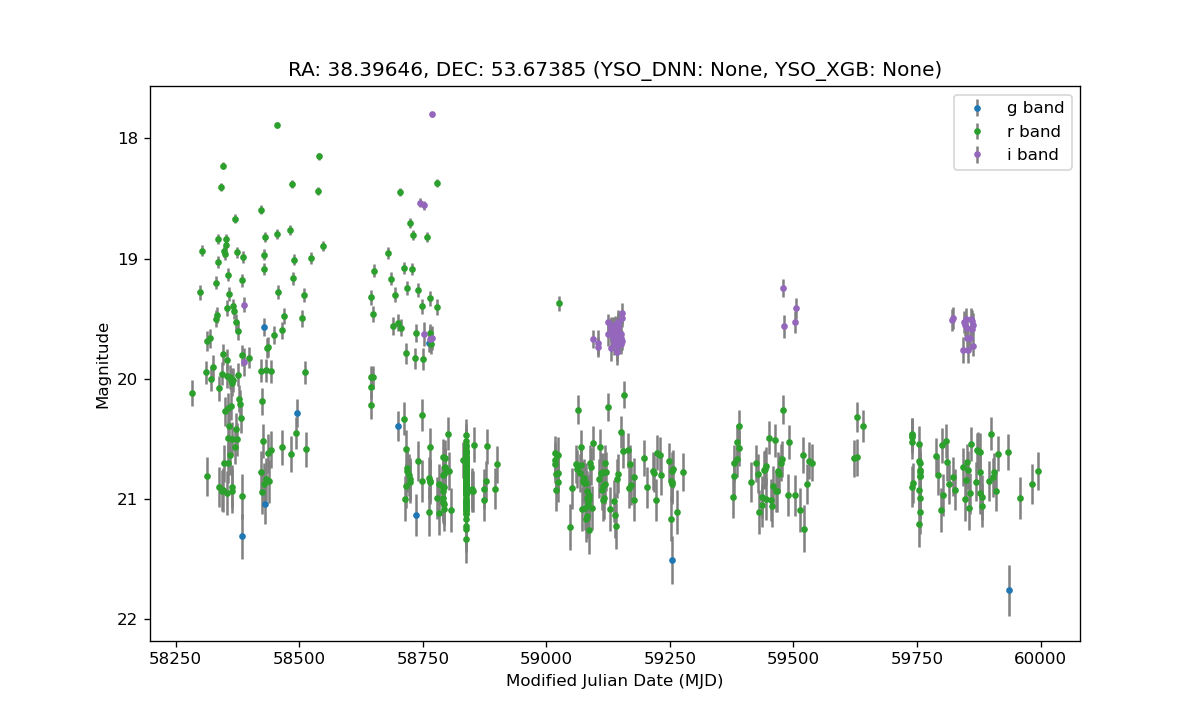 RA: 38.39646, DEC: 53.67385 (YSO_DNN: None, YSO_XGB: None)
g band
r band
i band
18
19
20
21
22
Magnitude
58250 58500 58750 59000 59250 59500 59750 60000
Modified Julian Date (MJD)